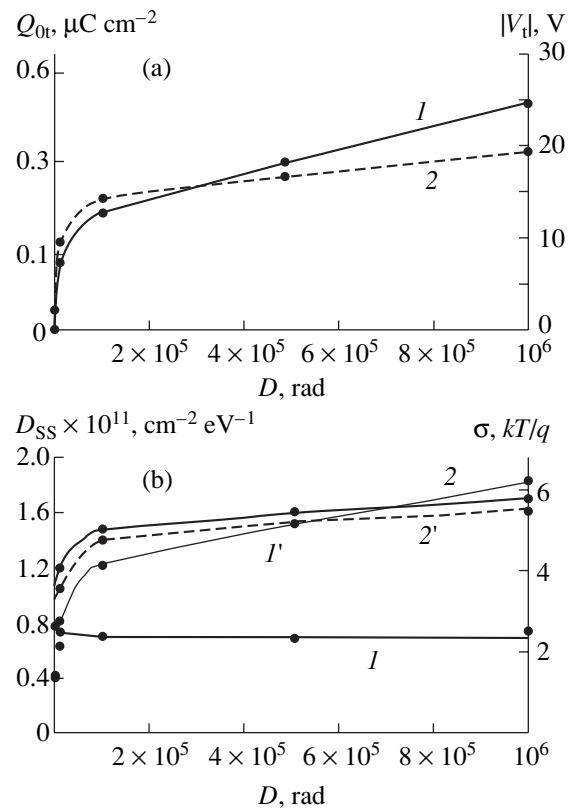 Q0t, μC cm–2
|Vt|, V
0.6
(a)
30
1
0.3
20
2
0.1
10
0
0
2 × 10⁵ 4 × 10⁵ 6 × 10⁵ 8 × 10⁵ 10⁶
D, rad
DSS × 10¹¹, cm–2 eV–1
σ, kT/q
2.0
(b)
2
6
1.6
1'
2'
1.2
4
0.8
1
2
0.4
0
2 × 10⁵ 4 × 10⁵ 6 × 10⁵ 8 × 10⁵ 10⁶
D, rad